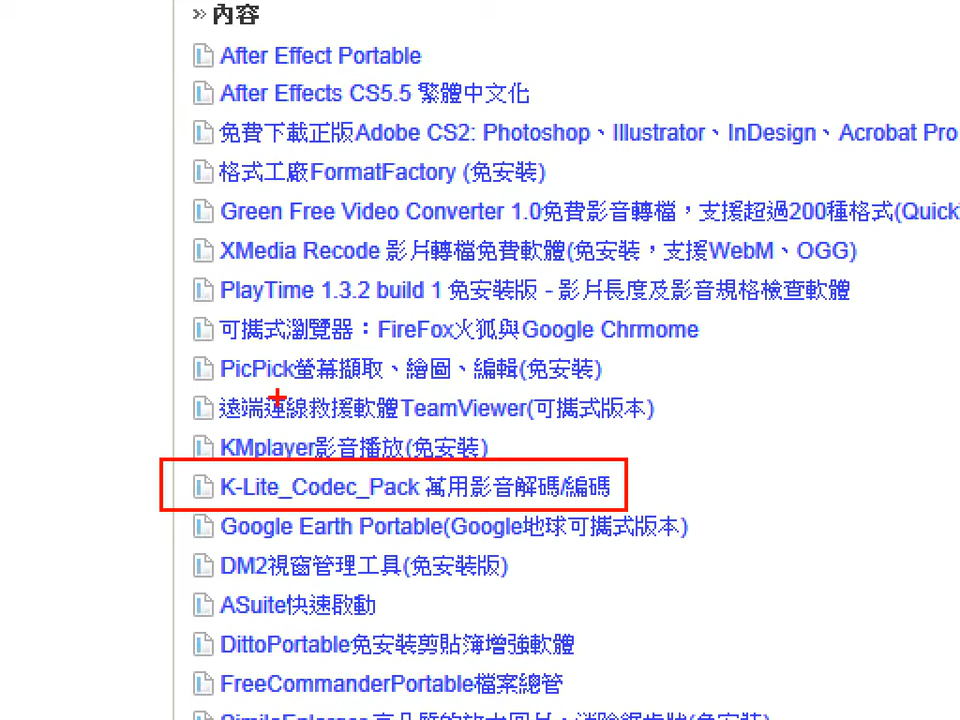 » 內容
After Effect Portable
After Effects CS5.5 繁體中文化
免費下載正版Adobe CS2: Photoshop、Illustrator、InDesign、Acrobat Pro
格式工廠FormatFactory (免安裝)
Green Free Video Converter 1.0免費影音轉檔，支援超過200種格式(Quick
XMedia Recode 影片轉檔免費軟體(免安裝，支援WebM、OGG)
PlayTime 1.3.2 build 1 免安裝版 - 影片長度及影音規格檢查軟體
可攜式瀏覽器：FireFox火狐與Google Chrmome
PicPick螢幕擷取、繪圖、編輯(免安裝)
遠端連線救援軟體TeamViewer(可攜式版本)
KMplayer影音播放(免安裝)
K-Lite_Codec_Pack 萬用影音解碼/編碼
Google Earth Portable(Google地球可攜式版本)
DM2視窗管理工具(免安裝版)
ASuite快速啟動
DittoPortable免安裝剪貼簿增強軟體
FreeCommanderPortable檔案總管